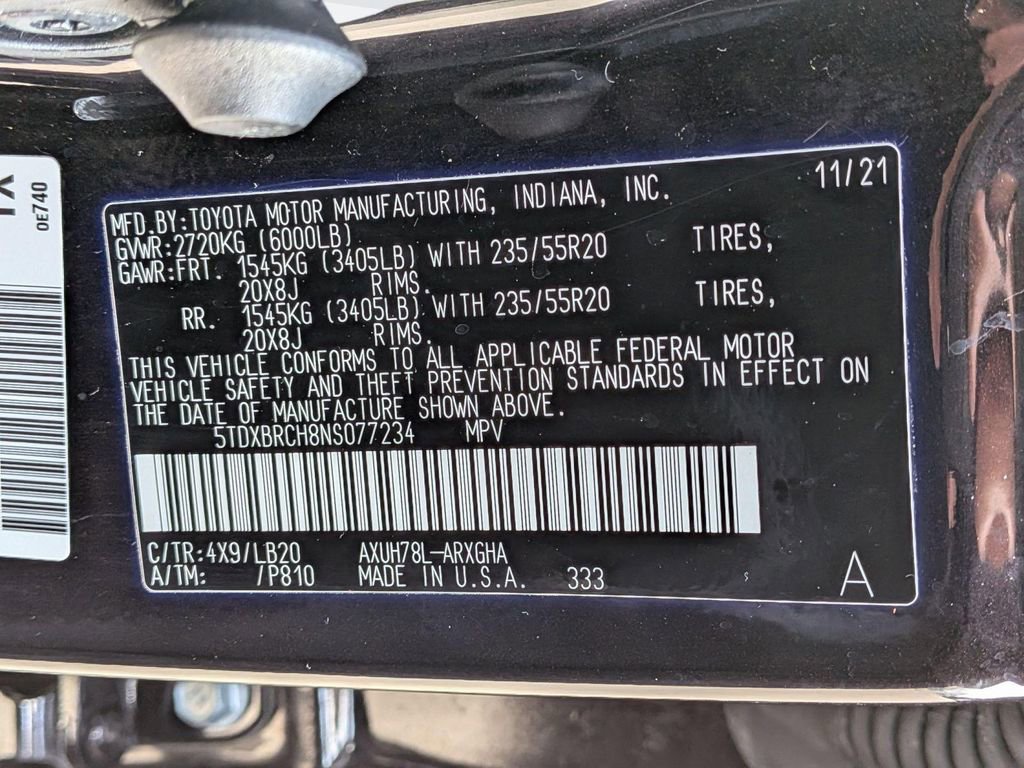 1X
0E740
11/21
MFD.BY:TOYOTA MOTOR MANUFACTURING, INDIANA, INC.
GVWR:2720KG (6000LB)
GAWR:FRT. 1545KG (3405LB) WITH 235/55R20 TIRES,
20X8J RIMS.
RR. 1545KG (3405LB) WITH 235/55R20 TIRES,
20X8J RIMS.
THIS VEHICLE CONFORMS TO ALL APPLICABLE FEDERAL MOTOR
VEHICLE SAFETY AND THEFT PREVENTION STANDARDS IN EFFECT ON
THE DATE OF MANUFACTURE SHOWN ABOVE.
5TDXBRCH8NS077234 MPV
C/TR:4X9/LB20 AXUH78L-ARXGHA
A/TM: /P810 MADE IN U.S.A. 333
A